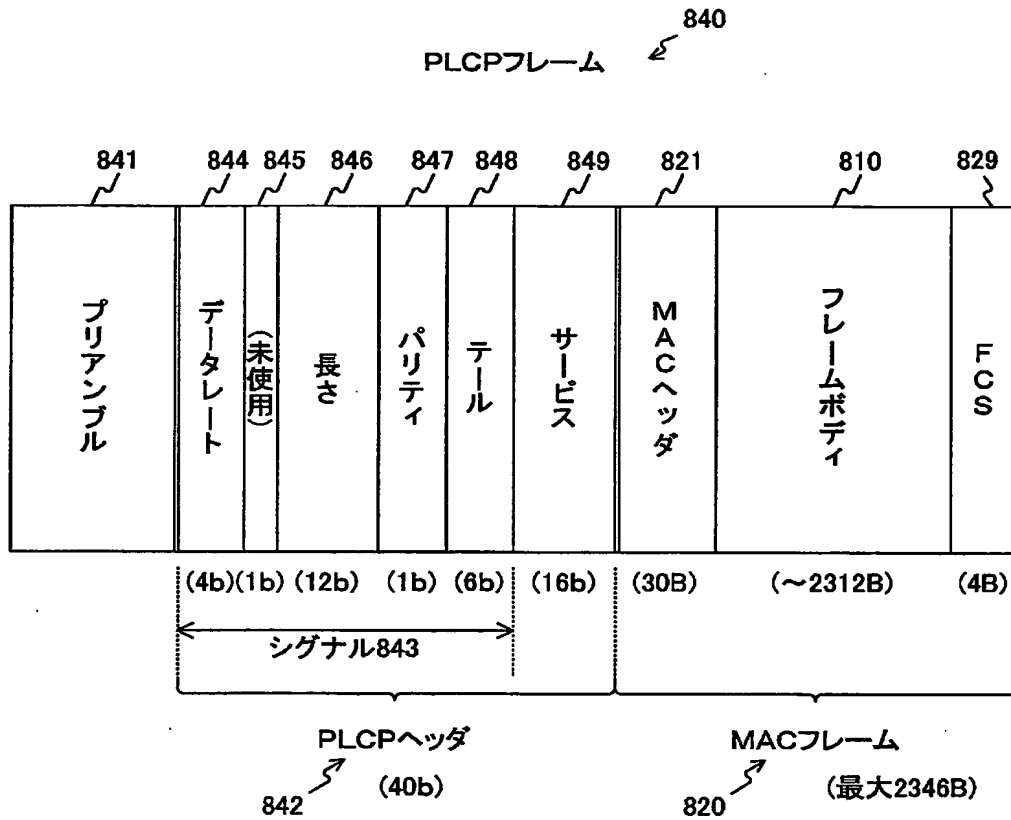 840
PLCPフレーム
841 844 845 846 847 848 849 821 810 829
プリアンブル
データレート
(未使用)
長さ
パリティ
テール
サービス
MACヘッダ
フレームボディ
FCS
(4b)(1b) (12b) (1b) (6b) (16b) (30B) (~2312B) (4B)
シグナル843
PLCPヘッダ MACフレーム
842 (40b) 820 (最大2346B)